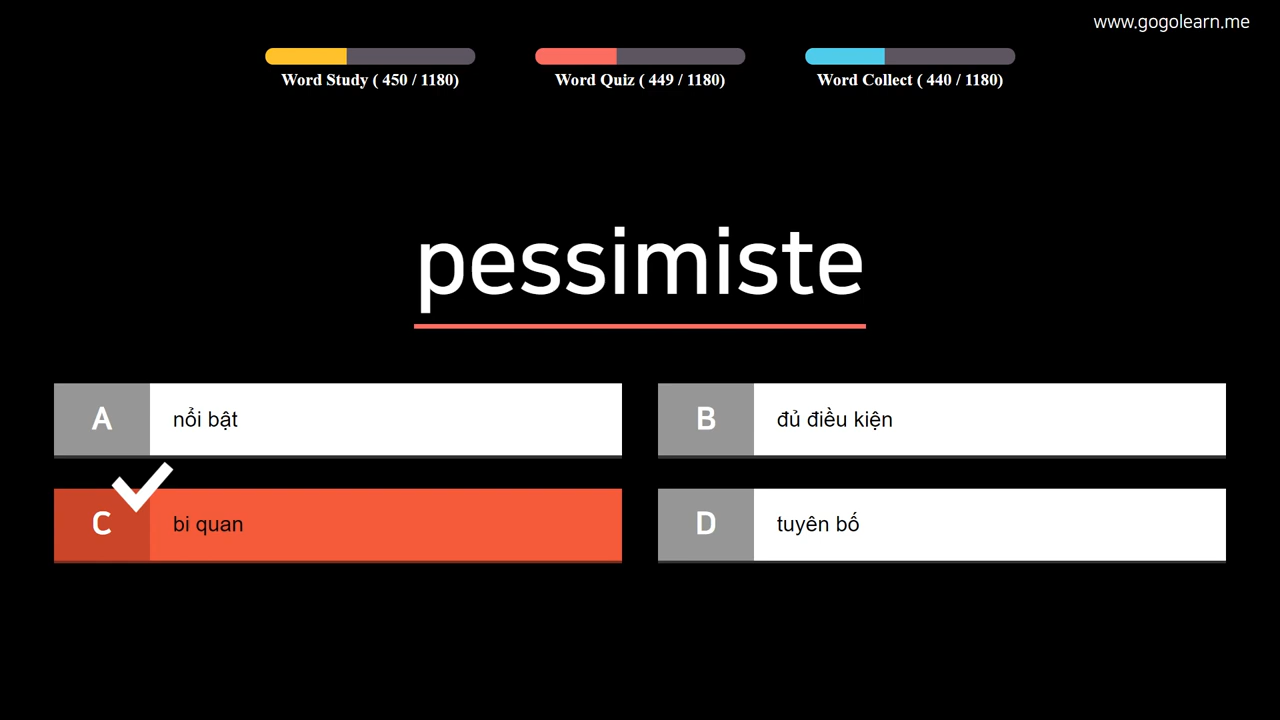 www.gogolearn.me
Word Study ( 450 / 1180)
Word Quiz ( 449 / 1180)
Word Collect ( 440 / 1180)
pessimiste
A
nổi bật
B
đủ điều kiện
C
bi quan
D
tuyên bố